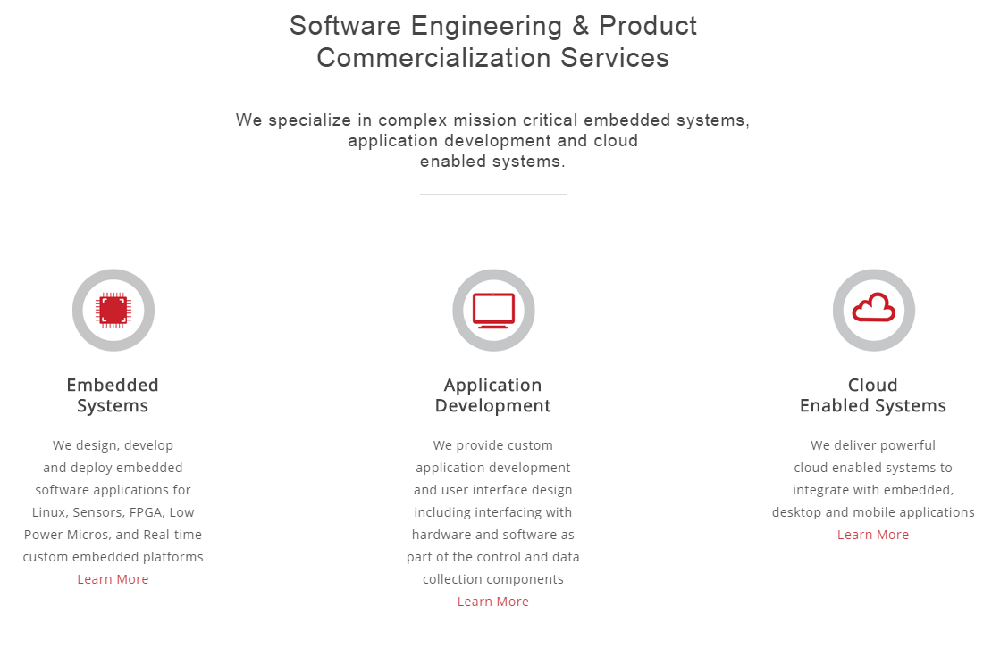 Software Engineering & Product
Commercialization Services
We specialize in complex mission critical embedded systems,
application development and cloud
enabled systems.
Embedded
Systems
We design, develop
and deploy embedded
software applications for
Linux, Sensors, FPGA, Low
Power Micros, and Real-time
custom embedded platforms
Learn More
Application
Development
We provide custom
application development
and user interface design
including interfacing with
hardware and software as
part of the control and data
collection components
Learn More
Cloud
Enabled Systems
We deliver powerful
cloud enabled systems to
integrate with embedded,
desktop and mobile applications
Learn More